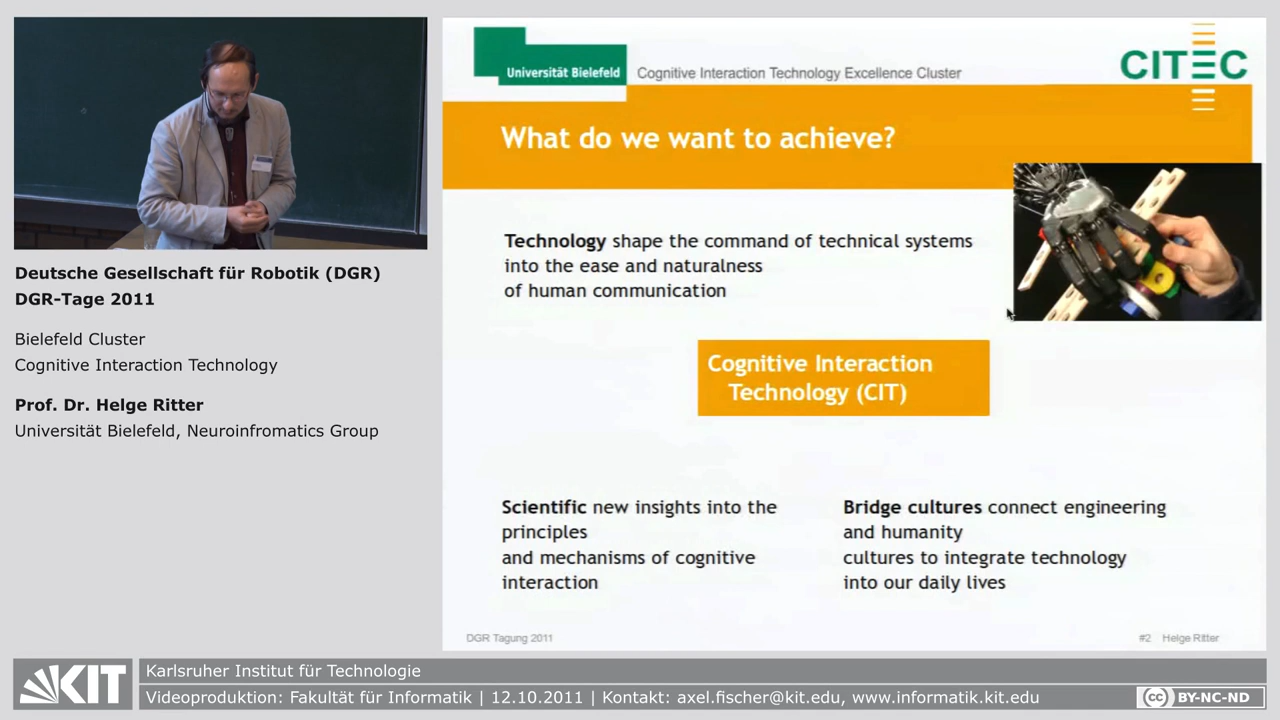 Universität Bielefeld
Cognitive Interaction Technology Excellence Cluster
CITEC
What do we want to achieve?
Technology shape the command of technical systems
into the ease and naturalness
of human communication
Cognitive Interaction
Technology (CIT)
Scientific new insights into the
principles
and mechanisms of cognitive
interaction
Bridge cultures connect engineering
and humanity
cultures to integrate technology
into our daily lives
DGR Tagung 2011
#2 Helge Ritter
Deutsche Gesellschaft für Robotik (DGR)
DGR-Tage 2011
Bielefeld Cluster
Cognitive Interaction Technology
Prof. Dr. Helge Ritter
Universität Bielefeld, Neuroinfromatics Group
KIT
Karlsruher Institut für Technologie
Videoproduktion: Fakultät für Informatik | 12.10.2011 | Kontakt: axel.fischer@kit.edu, www.informatik.kit.edu
cc BY-NC-ND